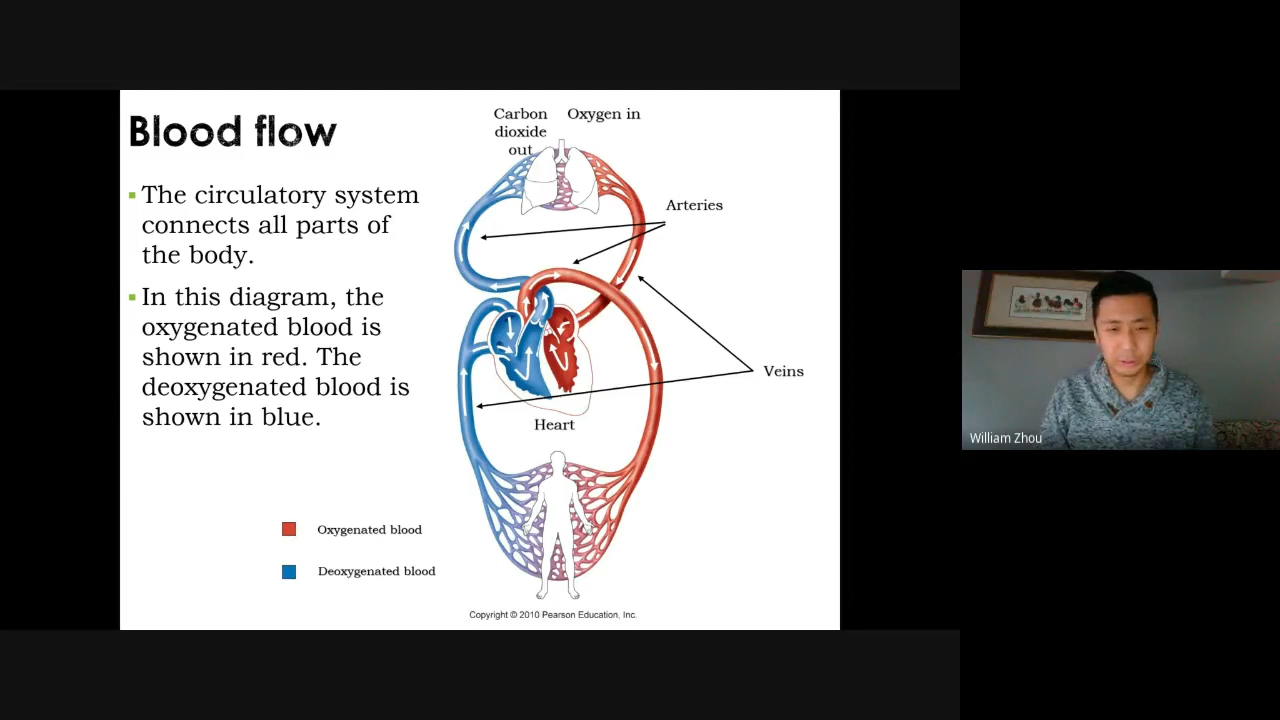 Blood flow
▪ The circulatory system
connects all parts of
the body.
▪ In this diagram, the
oxygenated blood is
shown in red. The
deoxygenated blood is
shown in blue.
Oxygenated blood
Deoxygenated blood
Carbon
dioxide
out
Oxygen in
Arteries
Veins
Heart
Copyright © 2010 Pearson Education, Inc.
William Zhou